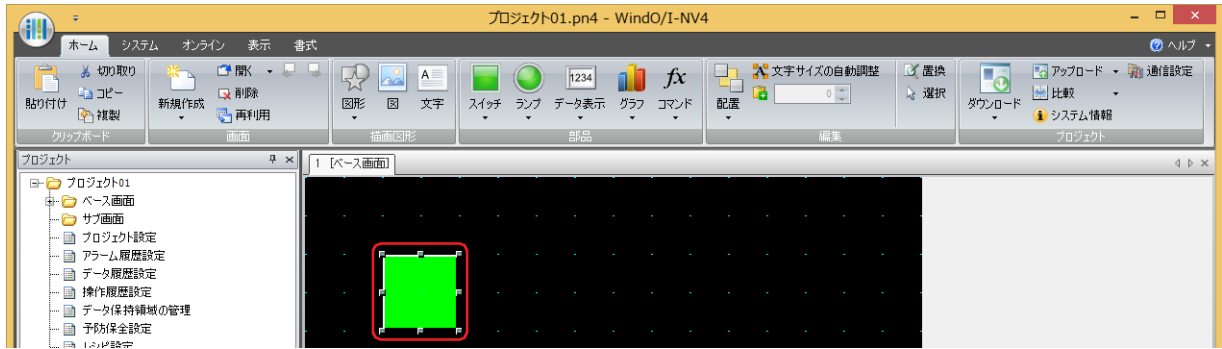 プロジェクト01.pn4 - WindO/I-NV4
ホーム システム オンライン 表示 書式 ヘルプ
貼り付け 切り取り コピー 複製 クリップボード
新規作成 開く 削除 再利用 画面
図形 図 文字 描画図形
スイッチ ランプ 1234 データ表示 グラフ fx コマンド 部品
配置 文字サイズの自動調整 0 置換 選択 編集
ダウンロード アップロード 比較 システム情報 通信設定 プロジェクト
プロジェクト
1 [ベース画面]
プロジェクト01
ベース画面
サブ画面
プロジェクト設定
アラーム履歴設定
データ履歴設定
操作履歴設定
データ保持領域の管理
予防保全設定
レシピ設定